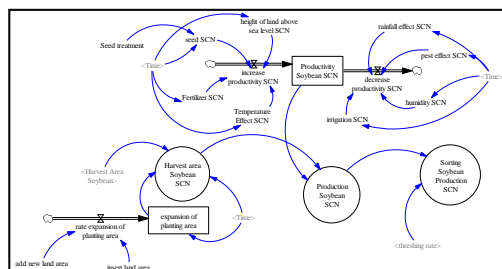 height of land above
sea level SCN
rainfall effect SCN
Seed treatment
seed SCN
pest effect SCN
<Time>
increase
productivity SCN
Productivity
Soybean SCN
decrease
productivity SCN
<Time>
Fertilizer SCN
humidity SCN
Temperature
Effect SCN
irrigation SCN
<Harvest Area
Soybean>
Harvest area
Soybean
SCN
Production
Soybean
SCN
Sorting
Soybean
Production
SCN
expansion of
planting area
<Time>
rate expansion of
planting area
<threshing rate>
add new land area
insert land area